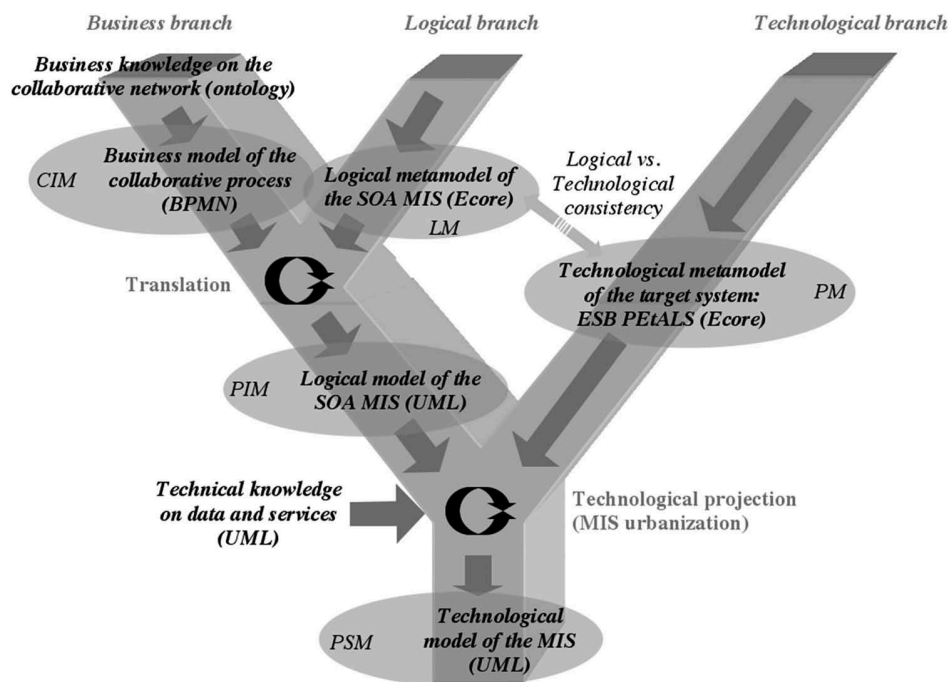 Business branch
Logical branch
Technological branch
Business knowledge on the
collaborative network (ontology)
CIM
Business model of the
collaborative process
(BPMN)
Logical metamodel of
the SOA MIS (Ecore)
LM
Logical vs.
Technological
consistency
Translation
Technological metamodel
of the target system:
ESB PEtALS (Ecore)
PM
PIM
Logical model of the
SOA MIS (UML)
Technical knowledge
on data and services
(UML)
Technological projection
(MIS urbanization)
PSM
Technological
model of the MIS
(UML)